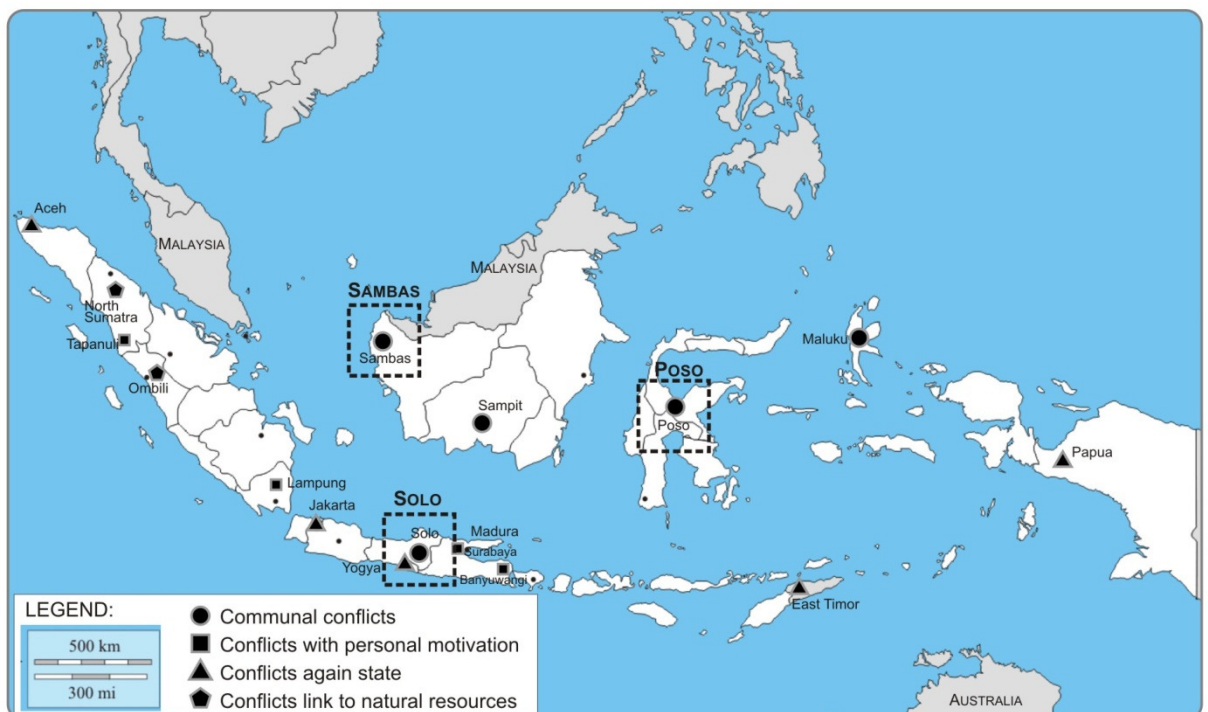 Aceh
MALAYSIA
North
Sumatra
Tapanuli
Ombili
MALAYSIA
SAMBAS
Sambas
Sampit
POSO
Poso
Maluku
Papua
Lampung
Jakarta
SOLO
Solo
Yogya
Madura
Surabaya
Banyuwangi
East Timor
AUSTRALIA
LEGEND:
500 km
300 mi
Communal conflicts
Conflicts with personal motivation
Conflicts again state
Conflicts link to natural resources